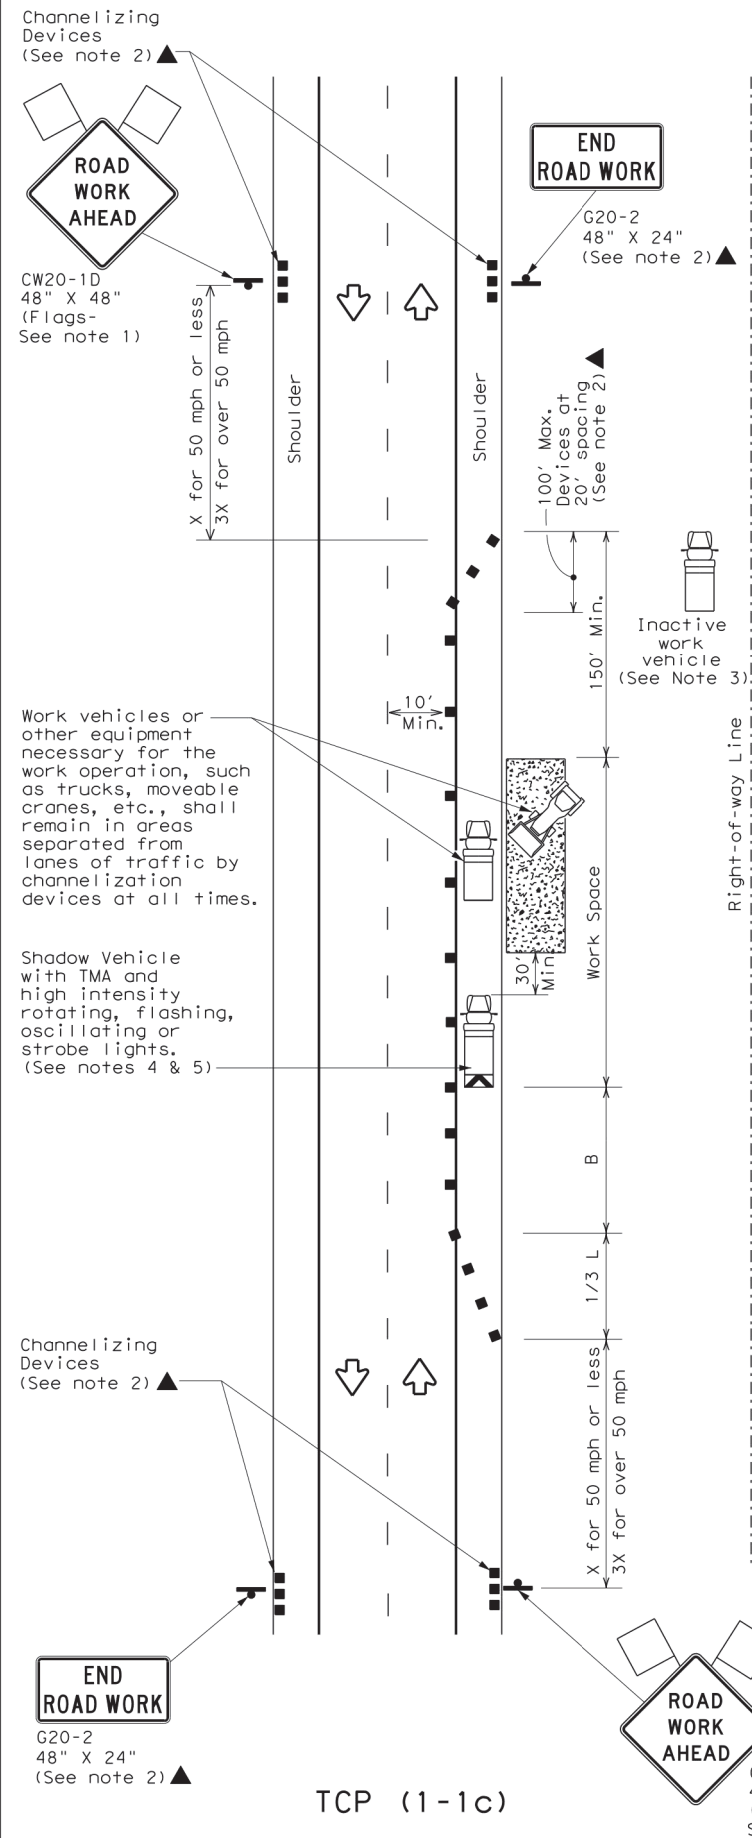 Channelizing
Devices
(See note 2)
ROAD
WORK
AHEAD
CW20-1D
48" X 48"
(Flags-
See note 1)
END
ROAD WORK
G20-2
48" X 24"
(See note 2)
X for 50 mph or less
3X for over 50 mph
Shoulder
Shoulder
100' Max.
Devices at
20' spacing
(See note 2)
150' Min.
Inactive
work
vehicle
(See Note 3)
10'
Min.
Right-of-way Line
Work vehicles or
other equipment
necessary for the
work operation, such
as trucks, moveable
cranes, etc., shall
remain in areas
separated from
lanes of traffic by
channelization
devices at all times.
Work Space
30'
Min.
Shadow Vehicle
with TMA and
high intensity
rotating, flashing,
oscillating or
strobe lights.
(See notes 4 & 5)
B
1/3 L
Channelizing
Devices
(See note 2)
X for 50 mph or less
3X for over 50 mph
END
ROAD WORK
G20-2
48" X 24"
(See note 2)
ROAD
WORK
AHEAD
TCP (1-1c)